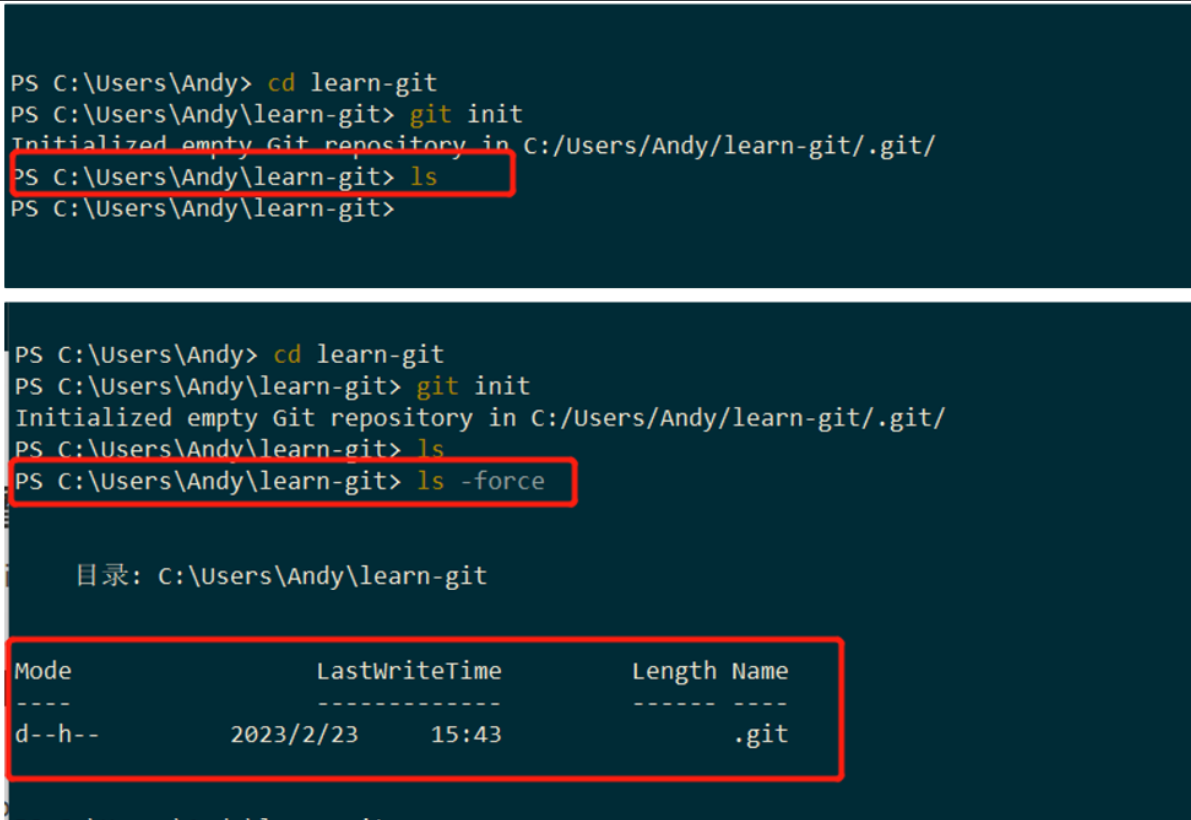 PS C:\Users\Andy> cd learn-git
PS C:\Users\Andy\learn-git> git init
Initialized empty Git repository in C:/Users/Andy/learn-git/.git/
PS C:\Users\Andy\learn-git> ls
PS C:\Users\Andy\learn-git>
PS C:\Users\Andy> cd learn-git
PS C:\Users\Andy\learn-git> git init
Initialized empty Git repository in C:/Users/Andy/learn-git/.git/
PS C:\Users\Andy\learn-git> ls
PS C:\Users\Andy\learn-git> ls -force
目录: C:\Users\Andy\learn-git
Mode LastWriteTime Length Name
---- ------------- ------ ----
d--h-- 2023/2/23 15:43 .git